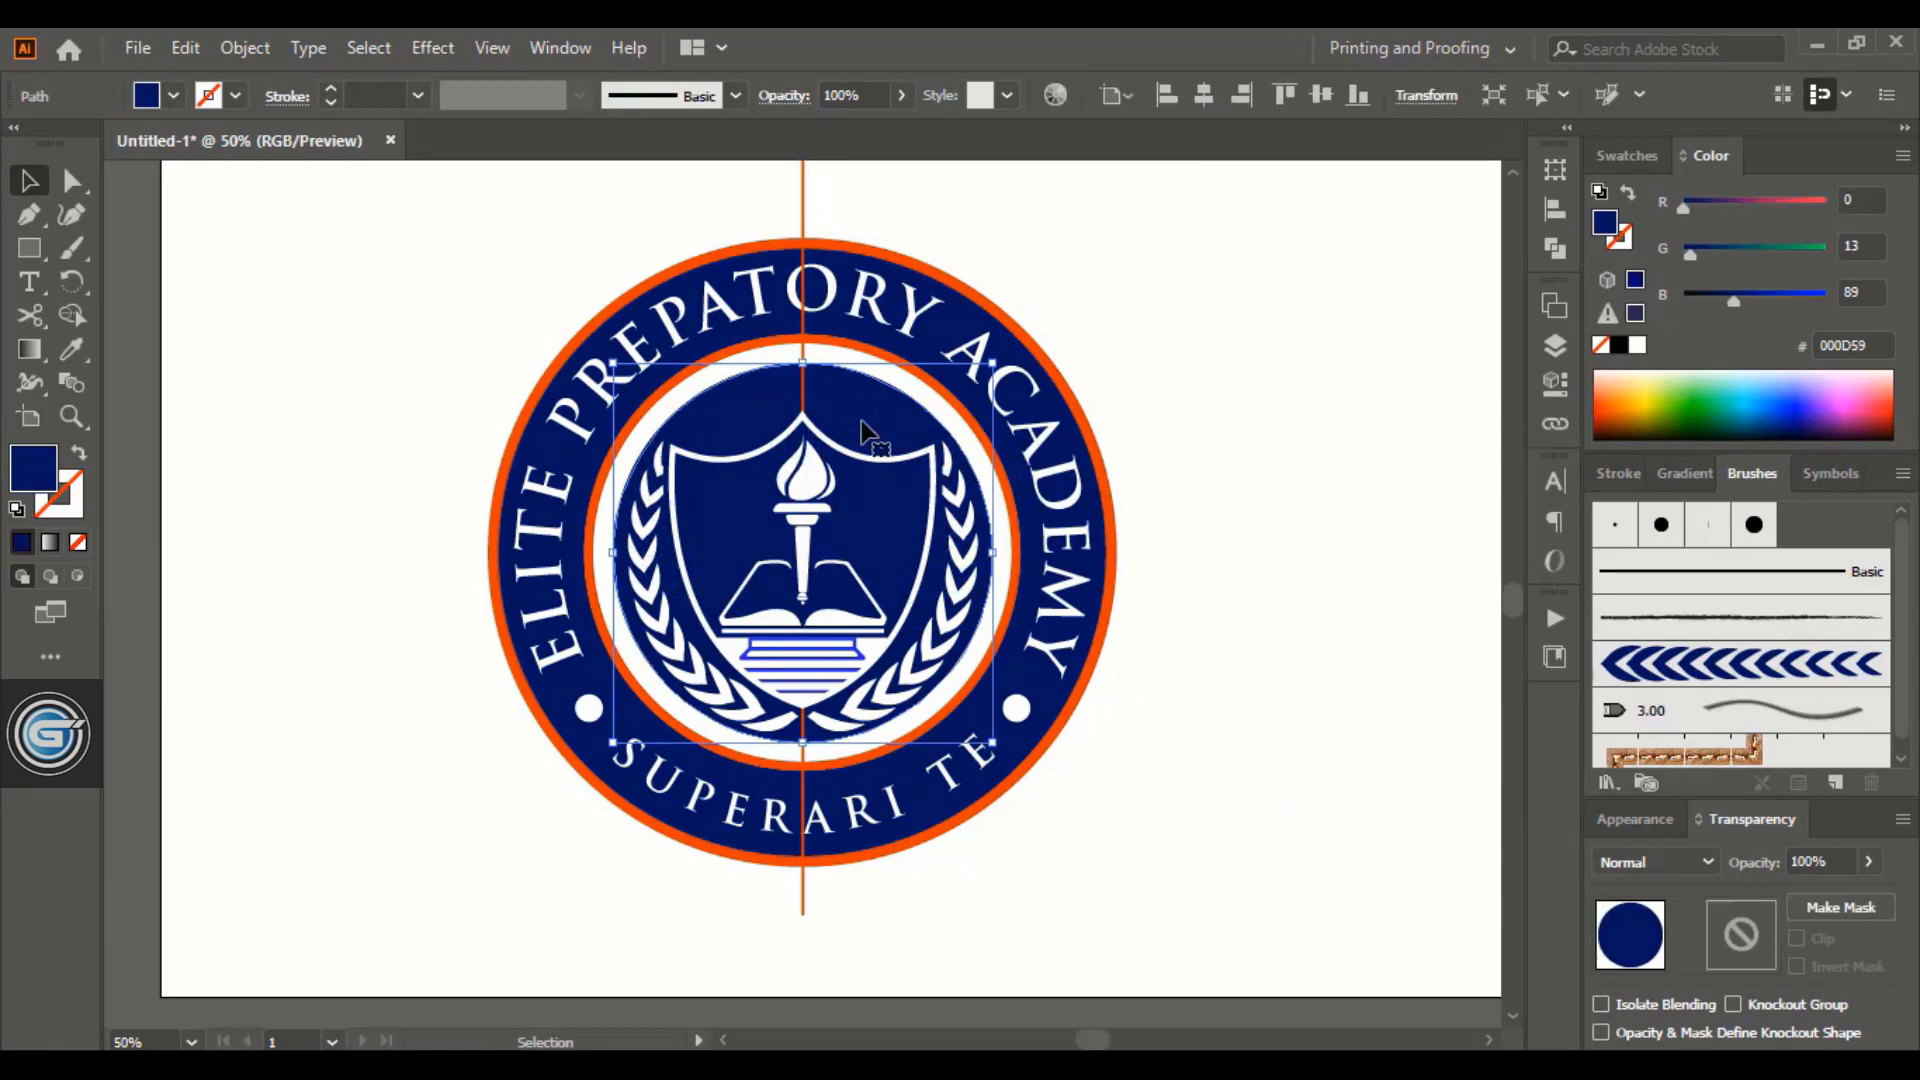 Ai File Edit Object Type Select Effect View Window Help Printing and Proofing Search Adobe Stock
Path Stroke: Basic Opacity: 100% Style: Transform
Untitled-1* @ 50% (RGB/Preview)
Swatches Color
R 0
G 13
B 89
# 000D59
ELITE PREPATORY ACADEMY
SUPERARI TE
Stroke Gradient Brushes Symbols
Basic
3.00
Appearance Transparency
Normal Opacity: 100%
Make Mask
Clip
Invert Mask
Isolate Blending Knockout Group
Opacity & Mask Define Knockout Shape
50% 1 Selection